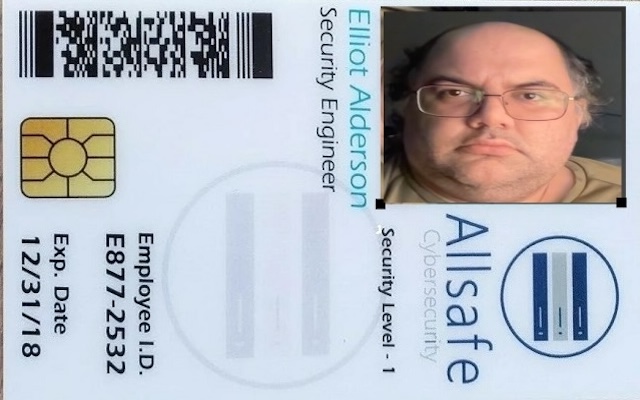 Allsafe
Cybersecurity
Security Level - 1
Elliot Alderson
Security Engineer
Employee I.D.
E877-2532
Exp. Date
12/31/18